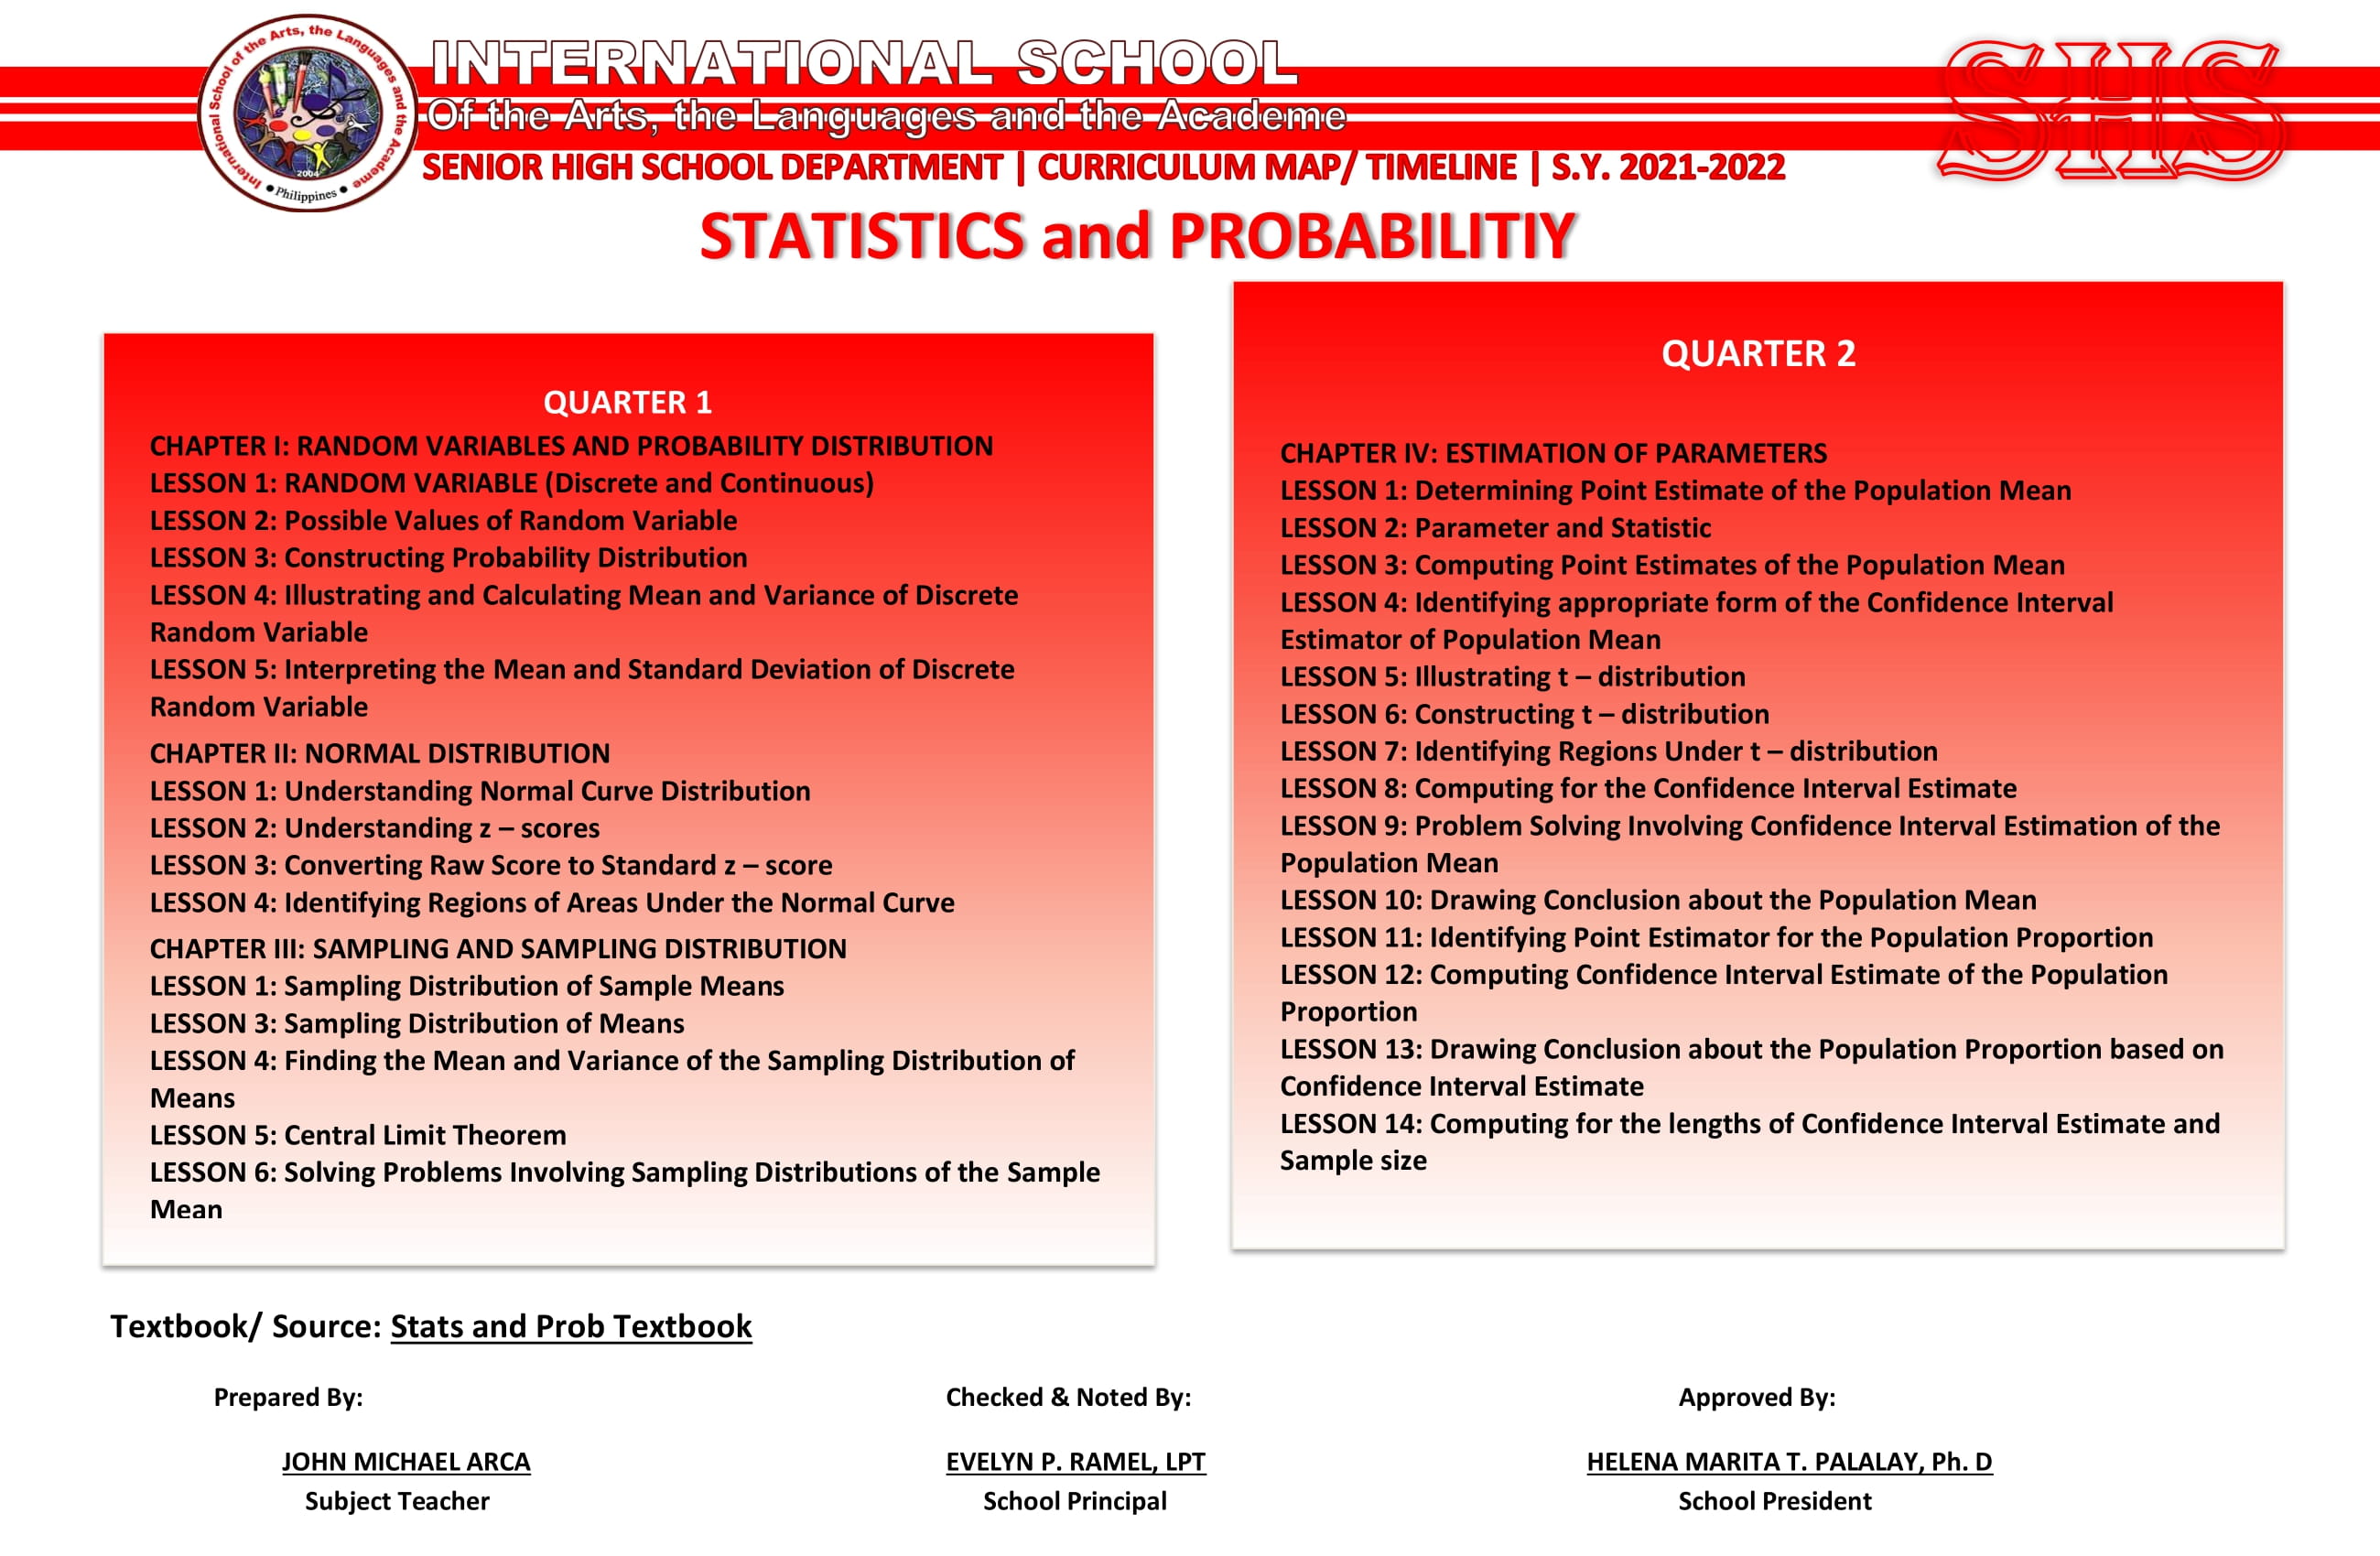 International School of the Arts, the Languages and the Academe
2004
Philippines
INTERNATIONAL SCHOOL
Of the Arts, the Languages and the Academe
SENIOR HIGH SCHOOL DEPARTMENT | CURRICULUM MAP/ TIMELINE | S.Y. 2021-2022
SHS
STATISTICS and PROBABILITIY
QUARTER 1
CHAPTER I: RANDOM VARIABLES AND PROBABILITY DISTRIBUTION
LESSON 1: RANDOM VARIABLE (Discrete and Continuous)
LESSON 2: Possible Values of Random Variable
LESSON 3: Constructing Probability Distribution
LESSON 4: Illustrating and Calculating Mean and Variance of Discrete
Random Variable
LESSON 5: Interpreting the Mean and Standard Deviation of Discrete
Random Variable
CHAPTER II: NORMAL DISTRIBUTION
LESSON 1: Understanding Normal Curve Distribution
LESSON 2: Understanding z – scores
LESSON 3: Converting Raw Score to Standard z – score
LESSON 4: Identifying Regions of Areas Under the Normal Curve
CHAPTER III: SAMPLING AND SAMPLING DISTRIBUTION
LESSON 1: Sampling Distribution of Sample Means
LESSON 3: Sampling Distribution of Means
LESSON 4: Finding the Mean and Variance of the Sampling Distribution of
Means
LESSON 5: Central Limit Theorem
LESSON 6: Solving Problems Involving Sampling Distributions of the Sample
Mean
QUARTER 2
CHAPTER IV: ESTIMATION OF PARAMETERS
LESSON 1: Determining Point Estimate of the Population Mean
LESSON 2: Parameter and Statistic
LESSON 3: Computing Point Estimates of the Population Mean
LESSON 4: Identifying appropriate form of the Confidence Interval
Estimator of Population Mean
LESSON 5: Illustrating t – distribution
LESSON 6: Constructing t – distribution
LESSON 7: Identifying Regions Under t – distribution
LESSON 8: Computing for the Confidence Interval Estimate
LESSON 9: Problem Solving Involving Confidence Interval Estimation of the
Population Mean
LESSON 10: Drawing Conclusion about the Population Mean
LESSON 11: Identifying Point Estimator for the Population Proportion
LESSON 12: Computing Confidence Interval Estimate of the Population
Proportion
LESSON 13: Drawing Conclusion about the Population Proportion based on
Confidence Interval Estimate
LESSON 14: Computing for the lengths of Confidence Interval Estimate and
Sample size
Textbook/ Source: Stats and Prob Textbook
Prepared By: Checked & Noted By: Approved By:
JOHN MICHAEL ARCA EVELYN P. RAMEL, LPT HELENA MARITA T. PALALAY, Ph. D
Subject Teacher School Principal School President